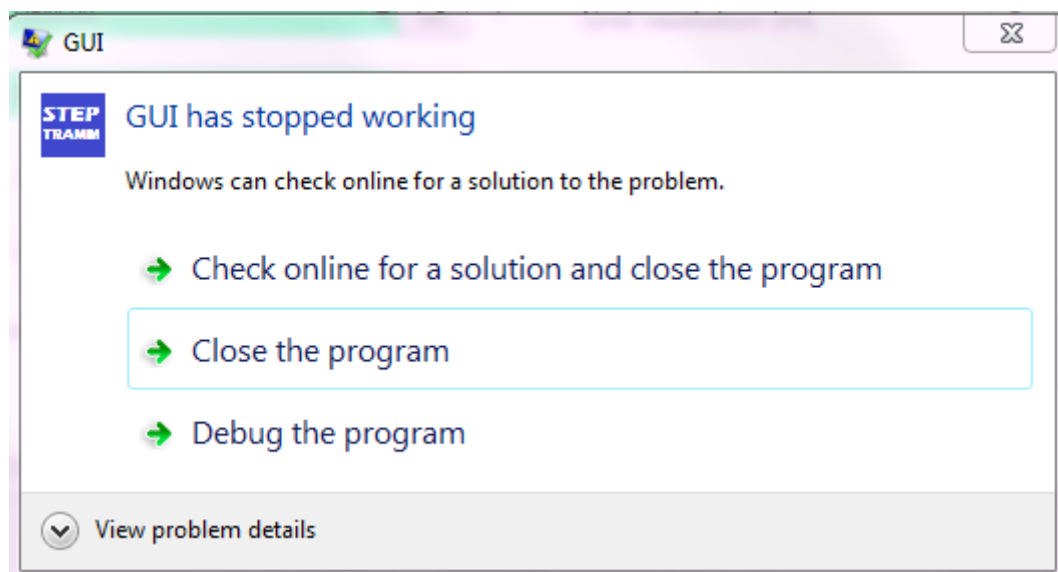 GUI
STEP
TRAMM
GUI has stopped working
Windows can check online for a solution to the problem.
Check online for a solution and close the program
Close the program
Debug the program
View problem details